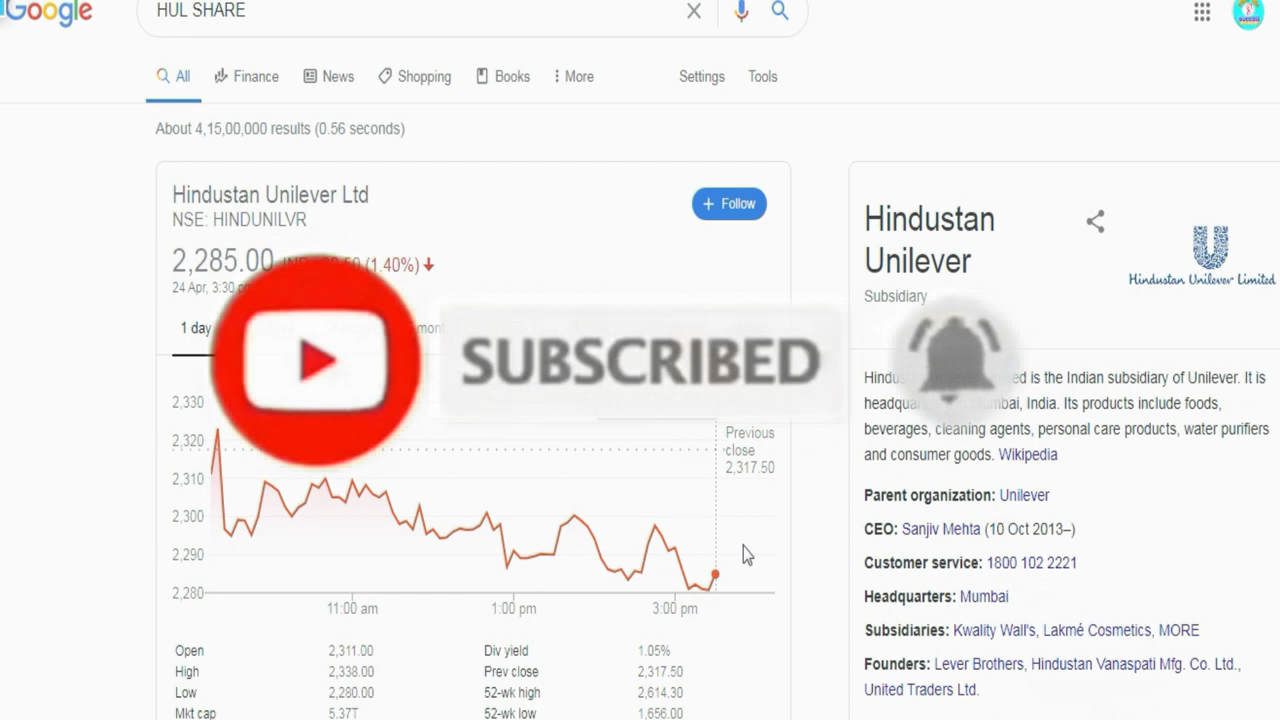 Google
HUL SHARE
All Finance News Shopping Books More Settings Tools
About 4,15,00,000 results (0.56 seconds)
Hindustan Unilever Ltd
NSE: HINDUNILVR
+ Follow
2,285.00 (1.40%)
24 Apr, 3:30
1 day
SUBSCRIBED
2,330
2,320
2,310
2,300
2,290
2,280
Previous
close
2,317.50
11:00 am 1:00 pm 3:00 pm
Open 2,311.00 Div yield 1.05%
High 2,338.00 Prev close 2,317.50
Low 2,280.00 52-wk high 2,614.30
Mkt cap 5.37T 52-wk low 1,656.00
Hindustan
Unilever
Subsidiary
Hindustan Unilever Limited
is the Indian subsidiary of Unilever. It is
India. Its products include foods,
beverages, cleaning agents, personal care products, water purifiers
and consumer goods. Wikipedia
Parent organization: Unilever
CEO: Sanjiv Mehta (10 Oct 2013–)
Customer service: 1800 102 2221
Headquarters: Mumbai
Subsidiaries: Kwality Wall's, Lakmé Cosmetics, MORE
Founders: Lever Brothers, Hindustan Vanaspati Mfg. Co. Ltd.,
United Traders Ltd.